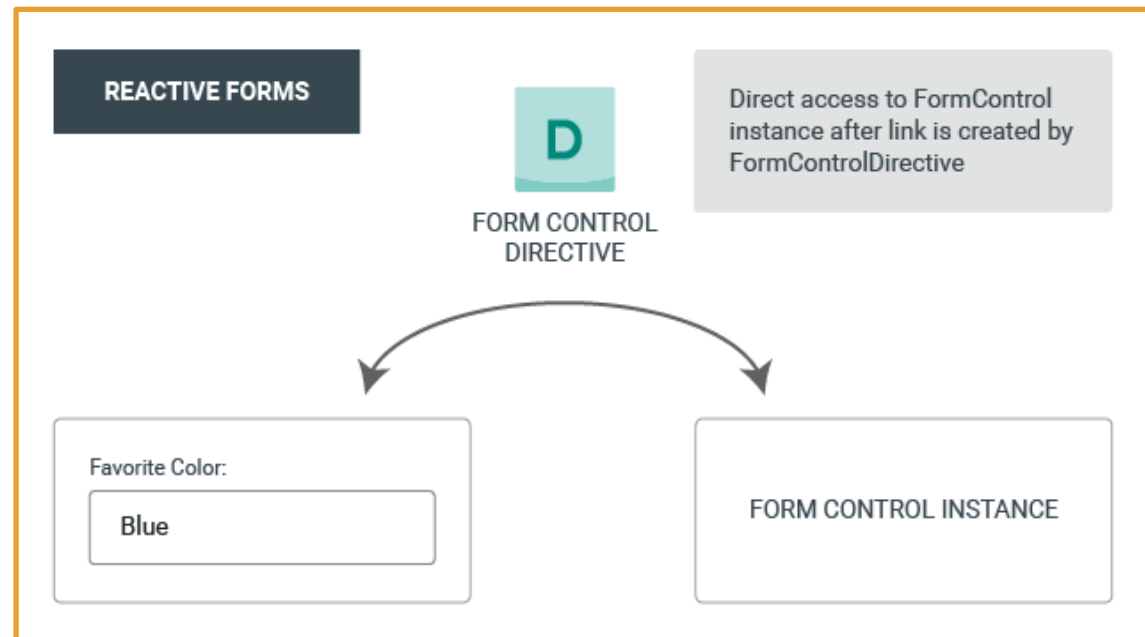 REACTIVE FORMS
D
FORM CONTROL
DIRECTIVE
Direct access to FormControl
instance after link is created by
FormControlDirective
Favorite Color:
Blue
FORM CONTROL INSTANCE